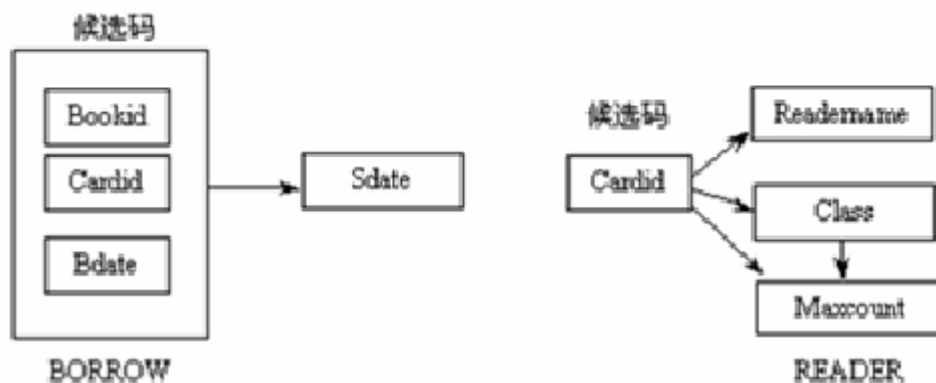 候选码
Bookid
Cardid
Bdate
Sdate
BORROW
候选码
Cardid
Readername
Class
Maxcount
READER